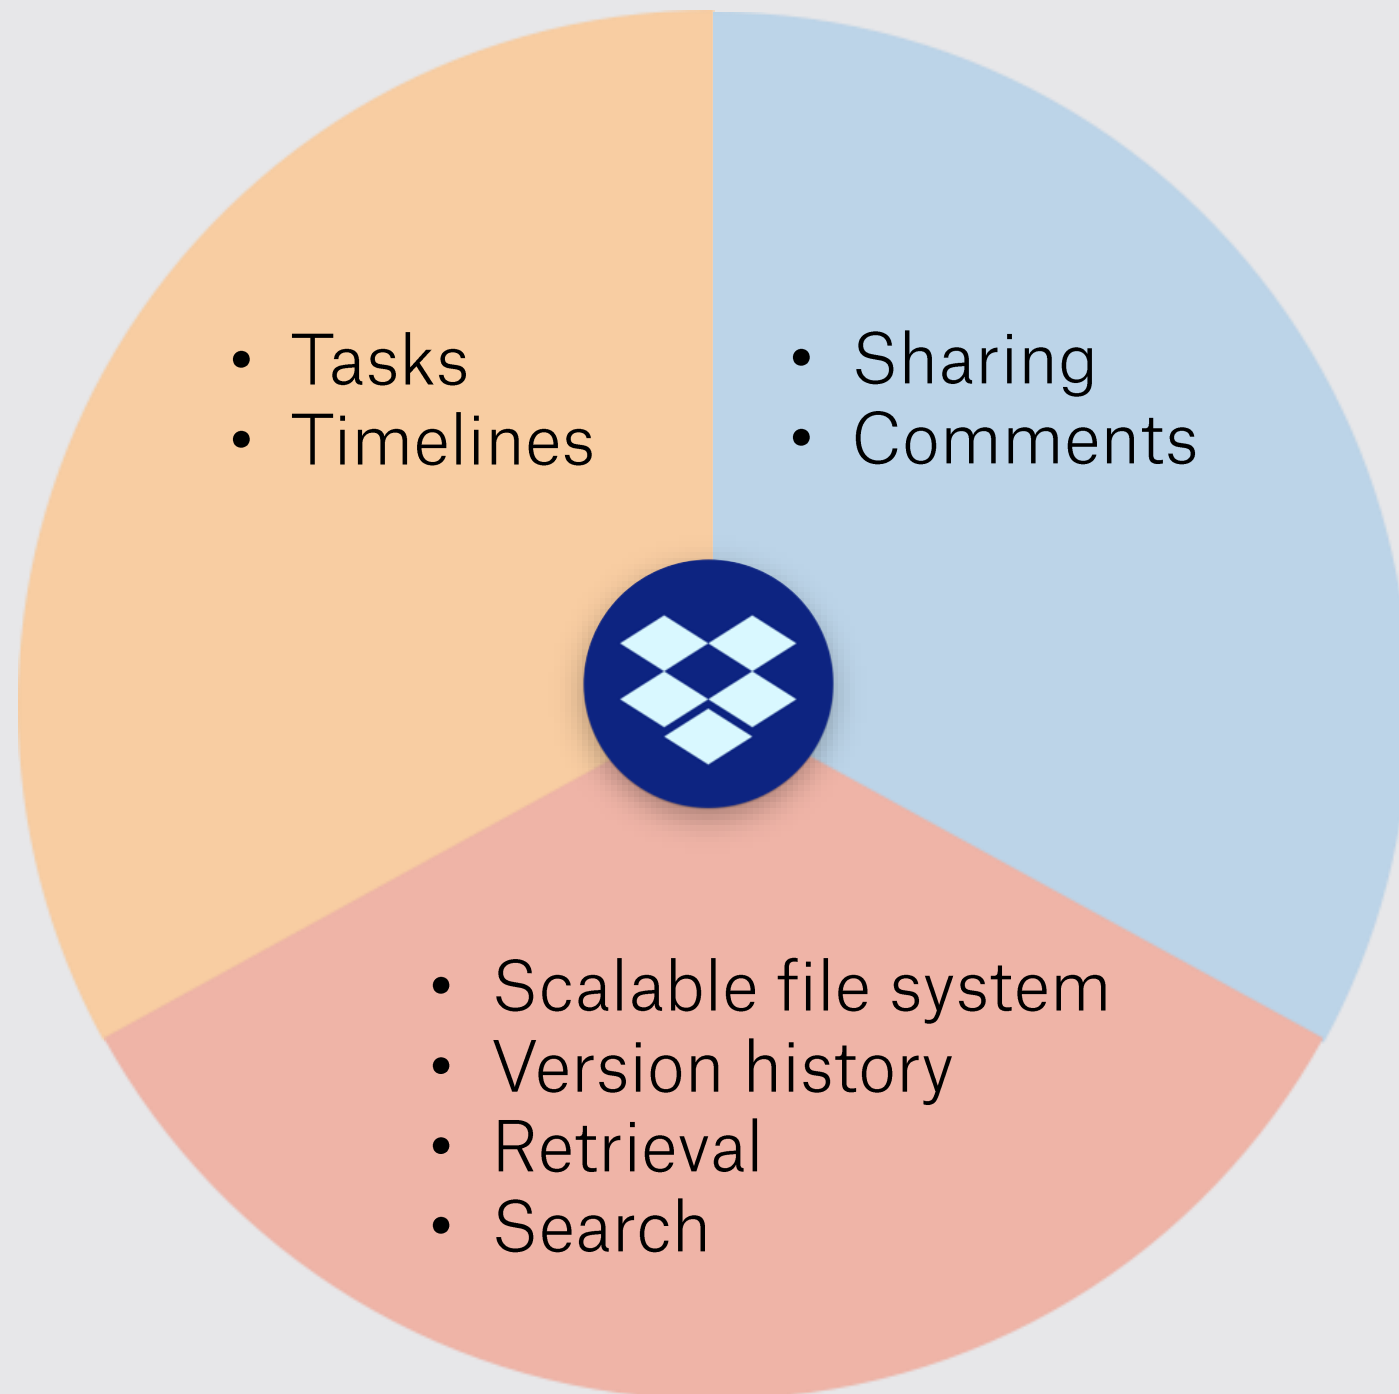 • Tasks
• Timelines
• Sharing
• Comments
• Scalable file system
• Version history
• Retrieval
• Search